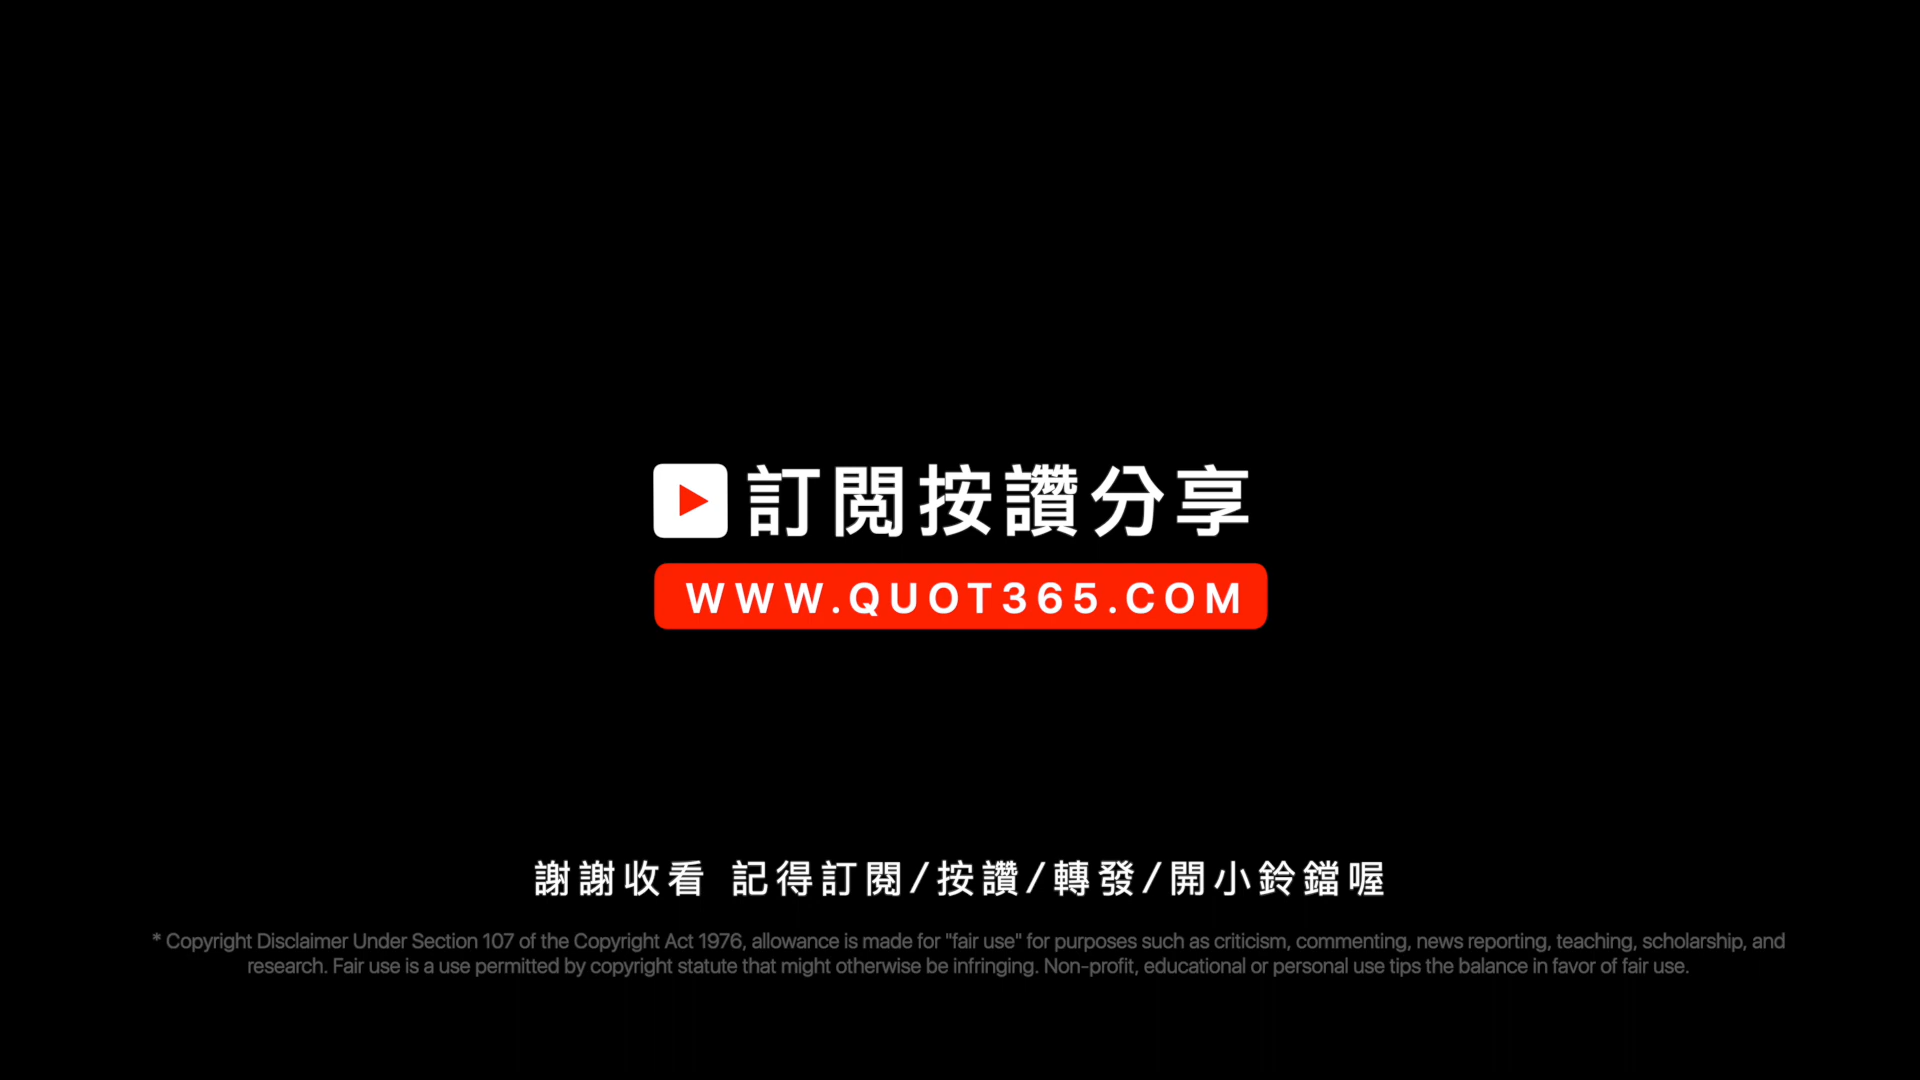 訂閱按讚分享
WWW.QUOT365.COM
謝謝收看 記得訂閱/按讚/轉發/開小鈴鐺喔
* Copyright Disclaimer Under Section 107 of the Copyright Act 1976, allowance is made for "fair use" for purposes such as criticism, commenting, news reporting, teaching, scholarship, and
research. Fair use is a use permitted by copyright statute that might otherwise be infringing. Non-profit, educational or personal use tips the balance in favor of fair use.